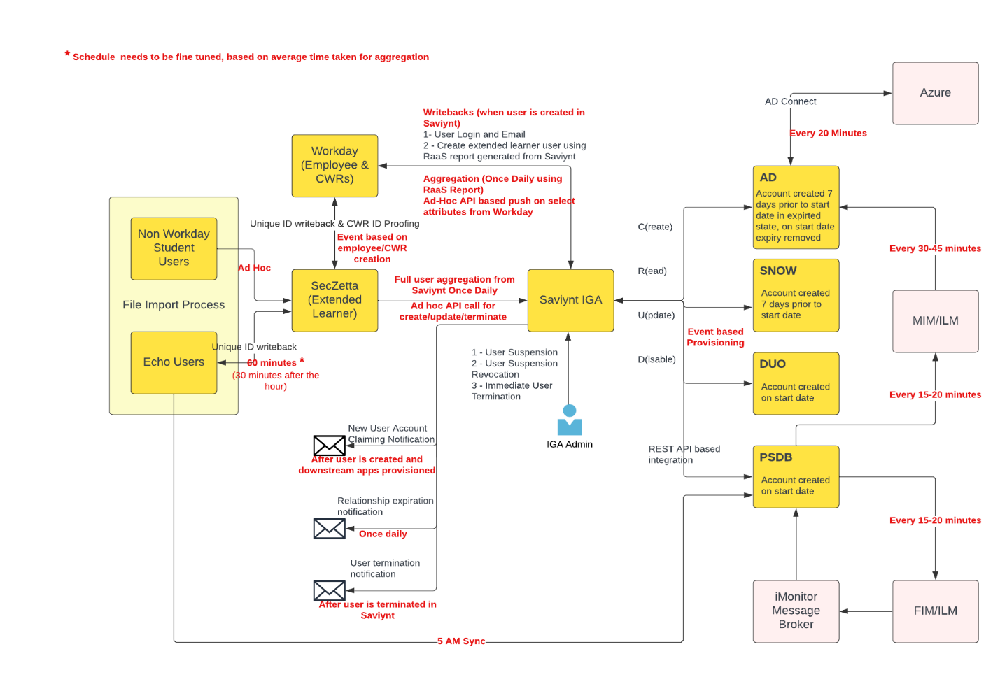 * Schedule  needs to be fine tuned, based on average time taken for aggregation
Azure
AD Connect
Every 20 Minutes
Writebacks (when user is created in
Saviynt)
1- User Login and Email
2 - Create extended learner user using
RaaS report generated from Saviynt
Workday
(Employee &
CWRs)
Aggregation (Once Daily using
RaaS Report)
Ad-Hoc API based push on select
attributes from Workday
AD
Account created 7
days prior to start
date in expirted
state, on start date
expiry removed
Unique ID writeback & CWR ID Proofing
Event based on
employee/CWR
creation
Non Workday
Student
Users
Ad Hoc
File Import Process
Echo Users
Unique ID writeback
60 minutes *
(30 minutes after the
hour)
SecZetta
(Extended
Learner)
Full user aggregation from
Saviynt Once Daily
Ad hoc API call for
create/update/terminate
Saviynt IGA
C(reate)
R(ead)
U(pdate)
D(isable)
Event based
Provisioning
SNOW
Account created
7 days prior to
start date
Every 30-45 minutes
MIM/ILM
1 - User Suspension
2 - User Suspension
Revocation
3 - Immediate User
Termination
IGA Admin
DUO
Account created
on start date
Every 15-20 minutes
New User Account
Claiming Notification
After user is created and
downstream apps provisioned
REST API based
integration
PSDB
Account created
on start date
Relationship expiration
notification
Once daily
Every 15-20 minutes
User termination
notification
After user is terminated in
Saviynt
iMonitor
Message
Broker
FIM/ILM
5 AM Sync